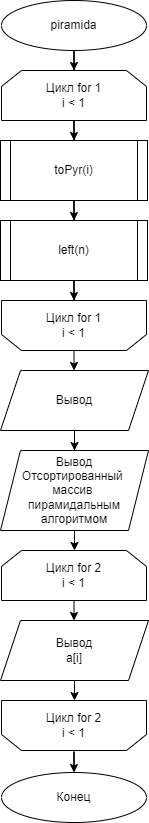 piramida
Цикл for 1
i < 1
toPyr(i)
left(n)
Цикл for 1
i < 1
Вывод
Вывод
Отсортированный
массив
пирамидальным
алгоритмом
Цикл for 2
i < 1
Вывод
a[i]
Цикл for 2
i < 1
Конец